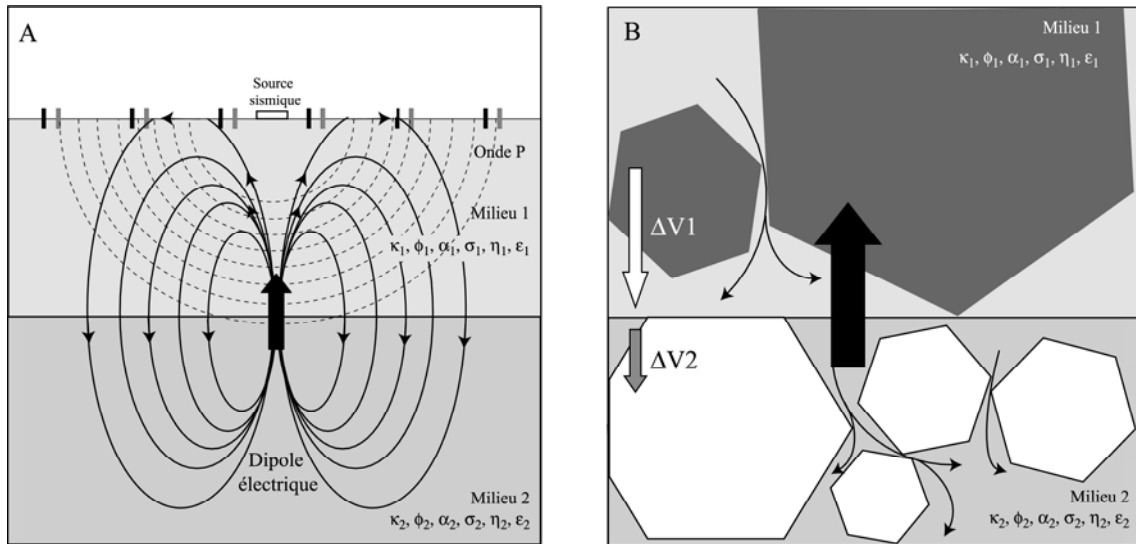 A
Source
sismique
Onde P
Milieu 1
κ₁, ϕ₁, α₁, σ₁, η₁, ε₁
Dipole
électrique
Milieu 2
κ₂, ϕ₂, α₂, σ₂, η₂, ε₂
B
Milieu 1
κ₁, ϕ₁, α₁, σ₁, η₁, ε₁
ΔV1
ΔV2
Milieu 2
κ₂, ϕ₂, α₂, σ₂, η₂, ε₂